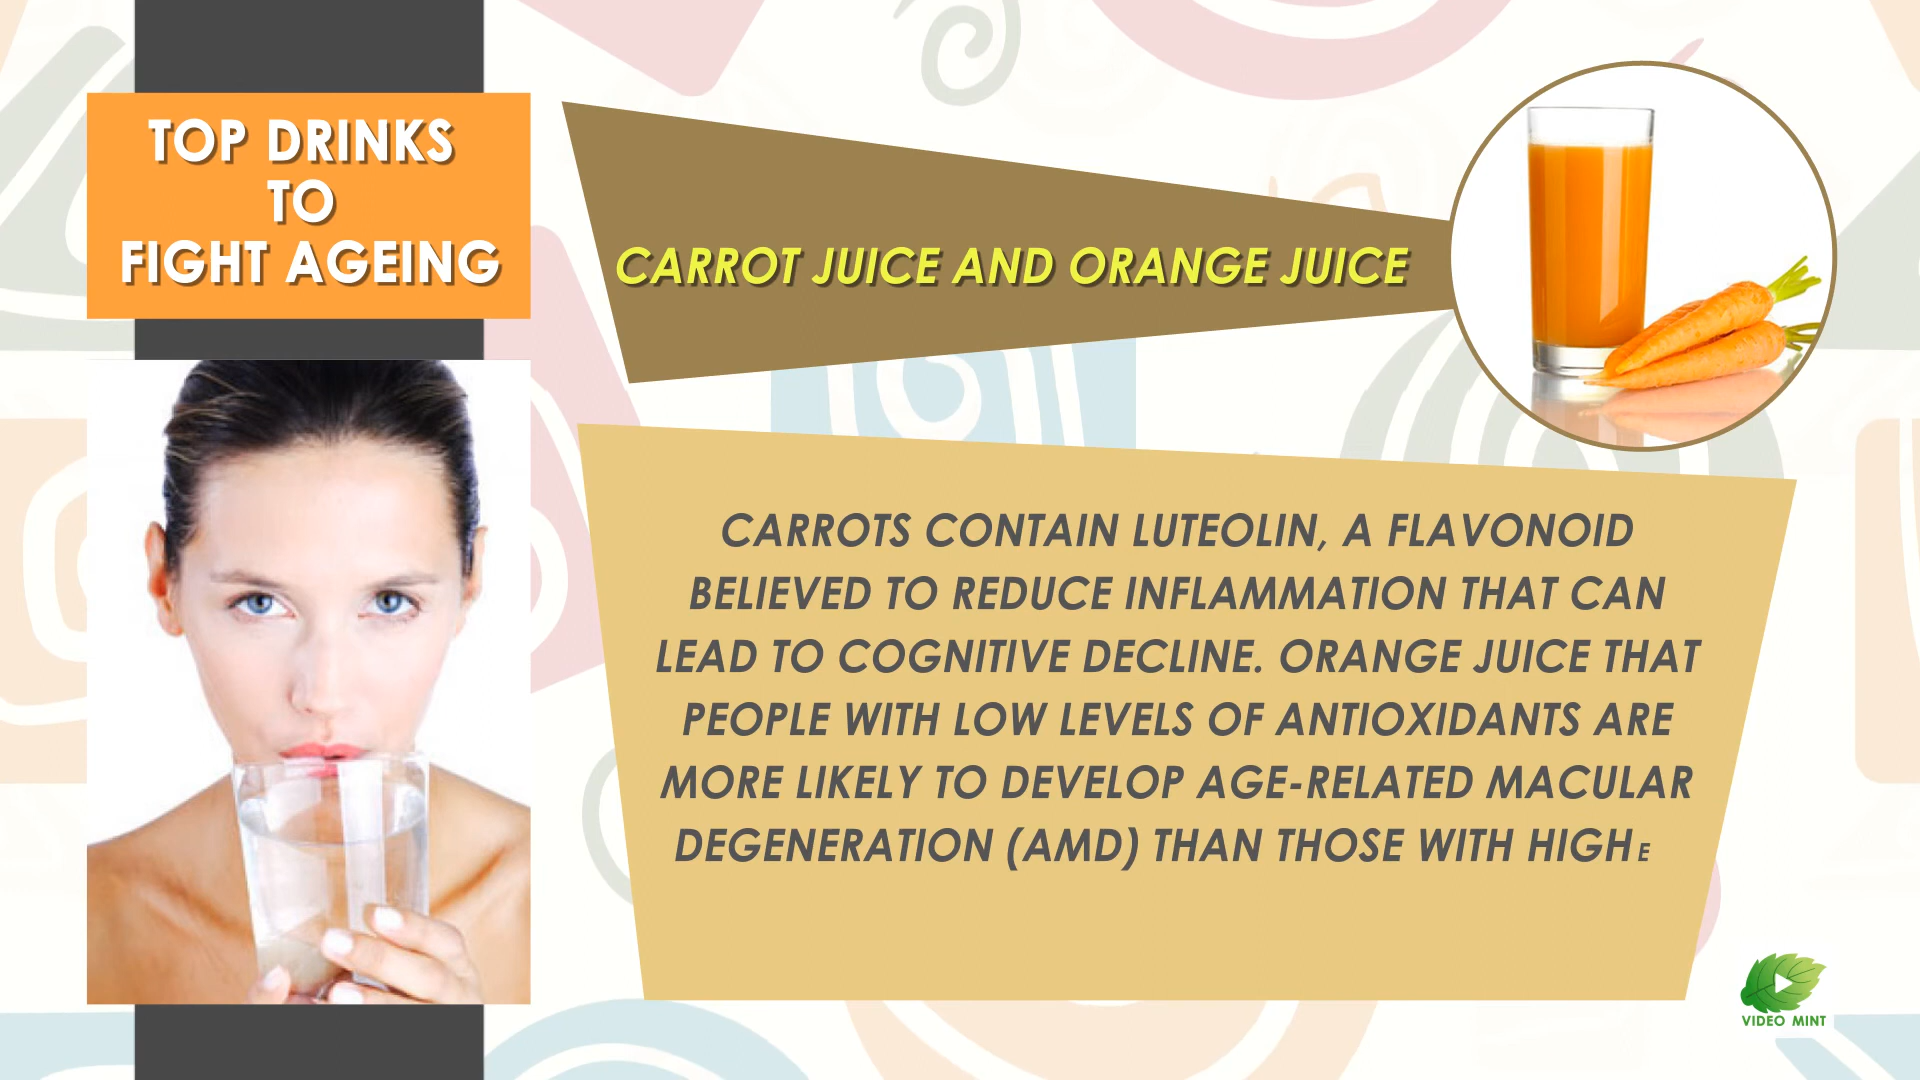 TOP DRINKS
TO
FIGHT AGEING
CARROT JUICE AND ORANGE JUICE
CARROTS CONTAIN LUTEOLIN, A FLAVONOID
BELIEVED TO REDUCE INFLAMMATION THAT CAN
LEAD TO COGNITIVE DECLINE. ORANGE JUICE THAT
PEOPLE WITH LOW LEVELS OF ANTIOXIDANTS ARE
MORE LIKELY TO DEVELOP AGE-RELATED MACULAR
DEGENERATION (AMD) THAN THOSE WITH HIGHE
VIDEO MINT